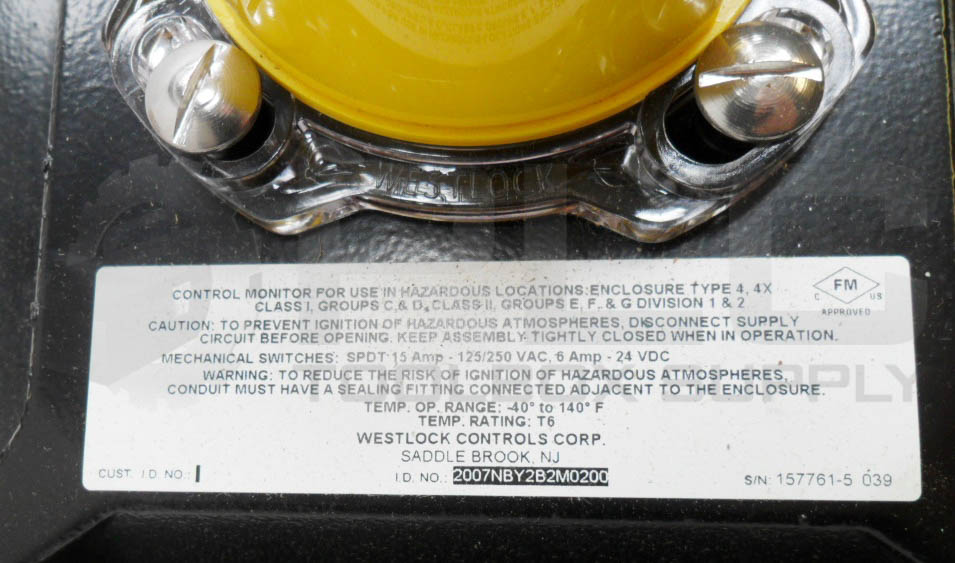 WESTLOCK
CONTROL MONITOR FOR USE IN HAZARDOUS LOCATIONS:ENCLOSURE TYPE 4, 4X
CLASS I, GROUPS C & D, CLASS II, GROUPS E, F, & G DIVISION 1 & 2
C FM US
APPROVED
CAUTION: TO PREVENT IGNITION OF HAZARDOUS ATMOSPHERES, DISCONNECT SUPPLY
CIRCUIT BEFORE OPENING. KEEP ASSEMBLY TIGHTLY CLOSED WHEN IN OPERATION.
MECHANICAL SWITCHES: SPDT 15 Amp - 125/250 VAC, 6 Amp - 24 VDC
WARNING: TO REDUCE THE RISK OF IGNITION OF HAZARDOUS ATMOSPHERES,
CONDUIT MUST HAVE A SEALING FITTING CONNECTED ADJACENT TO THE ENCLOSURE.
TEMP. OP. RANGE: -40° to 140° F
TEMP. RATING: T6
WESTLOCK CONTROLS CORP.
SADDLE BROOK, NJ
CUST. I.D. NO.:
I.D. NO.: 2007NBY2B2M0200
S/N: 157761-5 039
SUPPLY